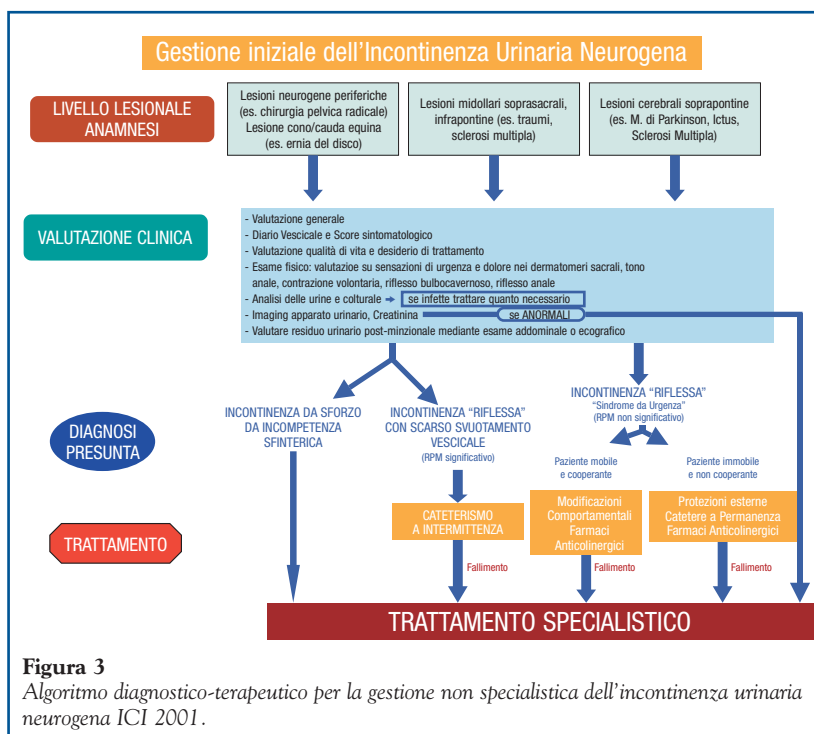 Gestione iniziale dell'Incontinenza Urinaria Neurogena
LIVELLO LESIONALE
ANAMNESI
Lesioni neurogene periferiche
(es. chirurgia pelvica radicale)
Lesione cono/cauda equina
(es. ernia del disco)
Lesioni midollari soprasacrali,
infrapontine (es. traumi,
sclerosi multipla)
Lesioni cerebrali soprapontine
(es. M. di Parkinson, Ictus,
Sclerosi Multipla)
VALUTAZIONE CLINICA
- Valutazione generale
- Diario Vescicale e Score sintomatologico
- Valutazione qualità di vita e desiderio di trattamento
- Esame fisico: valutazioe su sensazioni di urgenza e dolore nei dermatomeri sacrali, tono
anale, contrazione volontaria, riflesso bulbocavernoso, riflesso anale
- Analisi delle urine e colturale se infette trattare quanto necessario
- Imaging apparato urinario, Creatinina se ANORMALI
- Valutare residuo urinario post-minzionale mediante esame addominale o ecografico
DIAGNOSI
PRESUNTA
INCONTINENZA DA SFORZO
DA INCOMPETENZA
SFINTERICA
INCONTINENZA "RIFLESSA"
CON SCARSO SVUOTAMENTO
VESCICALE
(RPM significativo)
INCONTINENZA "RIFLESSA"
"Sindrome da Urgenza"
(RPM non significativo)
Paziente mobile
e cooperante
Paziente immobile
e non cooperante
TRATTAMENTO
CATETERISMO
A INTERMITTENZA
Modificazioni
Comportamentali
Farmaci
Anticolinergici
Protezioni esterne
Catetere a Permanenza
Farmaci Anticolinergici
Fallimento
Fallimento
Fallimento
TRATTAMENTO SPECIALISTICO
Figura 3
Algoritmo diagnostico-terapeutico per la gestione non specialistica dell'incontinenza urinaria
neurogena ICI 2001.